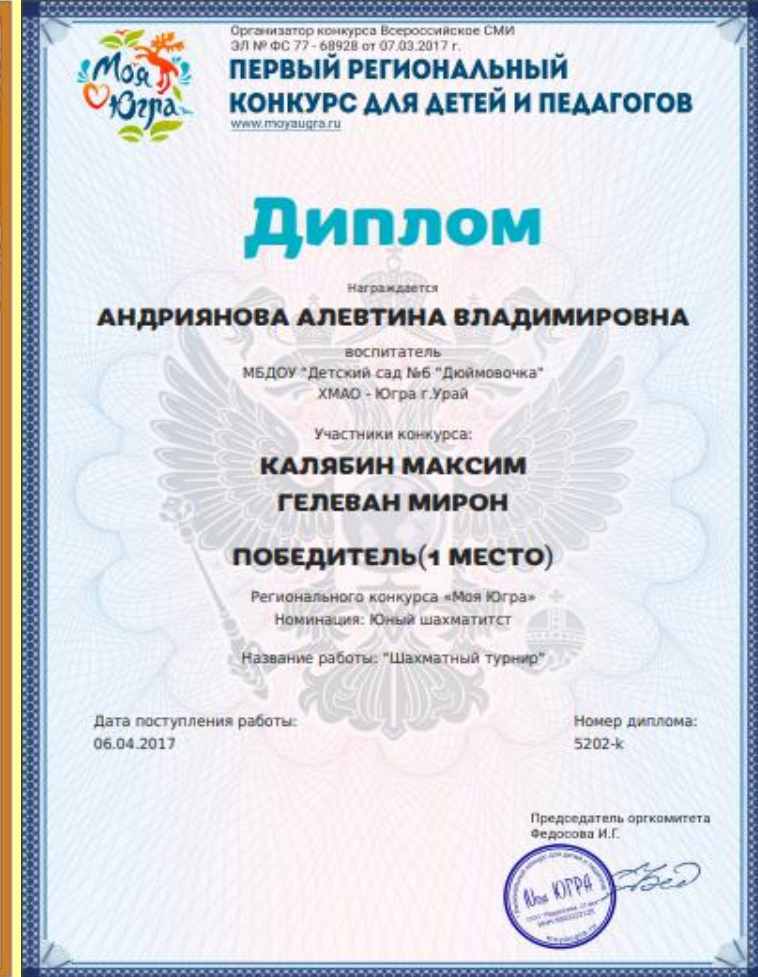 Моя
Югра
Организатор конкурса Всероссийское СМИ
ЭЛ № ФС 77 - 68928 от 07.03.2017 г.
ПЕРВЫЙ РЕГИОНАЛЬНЫЙ
КОНКУРС ДЛЯ ДЕТЕЙ И ПЕДАГОГОВ
www.moyaugra.ru
Диплом
Награждается
АНДРИЯНОВА АЛЕВТИНА ВЛАДИМИРОВНА
воспитатель
МБДОУ "Детский сад №6 "Дюймовочка"
ХМАО - Югра г.Урай
Участники конкурса:
КАЛЯБИН МАКСИМ
ГЕЛЕВАН МИРОН
ПОБЕДИТЕЛЬ(1 МЕСТО)
Регионального конкурса «Моя Югра»
Номинация: Юный шахматитст
Название работы: "Шахматный турнир"
Дата поступления работы:
06.04.2017
Номер диплома:
5202-k
Председатель оргкомитета
Федосова И.Г.
Моя ЮГРА